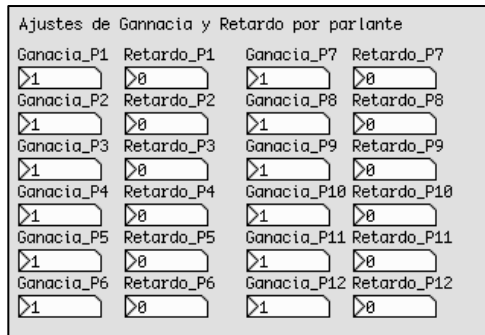 Ajustes de Gannacia y Retardo por parlante
Ganacia_P1 Retardo_P1 Ganacia_P7 Retardo_P7
1 0 1 0
Ganacia_P2 Retardo_P2 Ganacia_P8 Retardo_P8
1 0 1 0
Ganacia_P3 Retardo_P3 Ganacia_P9 Retardo_P9
1 0 1 0
Ganacia_P4 Retardo_P4 Ganacia_P10 Retardo_P10
1 0 1 0
Ganacia_P5 Retardo_P5 Ganacia_P11 Retardo_P11
1 0 1 0
Ganacia_P6 Retardo_P6 Ganacia_P12 Retardo_P12
1 0 1 0